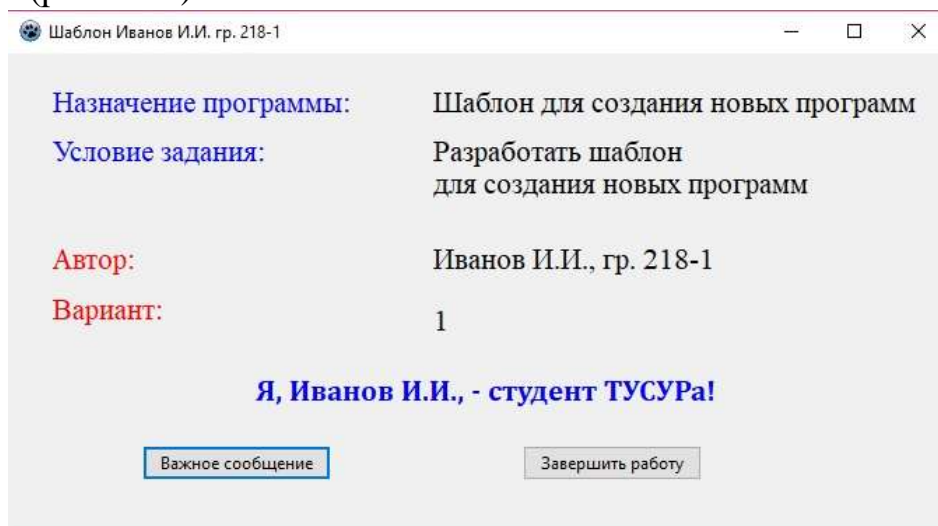 Шаблон Иванов И.И. гр. 218-1
Назначение программы: Шаблон для создания новых программ
Условие задания: Разработать шаблон
для создания новых программ
Автор: Иванов И.И., гр. 218-1
Вариант: 1
Я, Иванов И.И., - студент ТУСУРа!
Важное сообщение Завершить работу